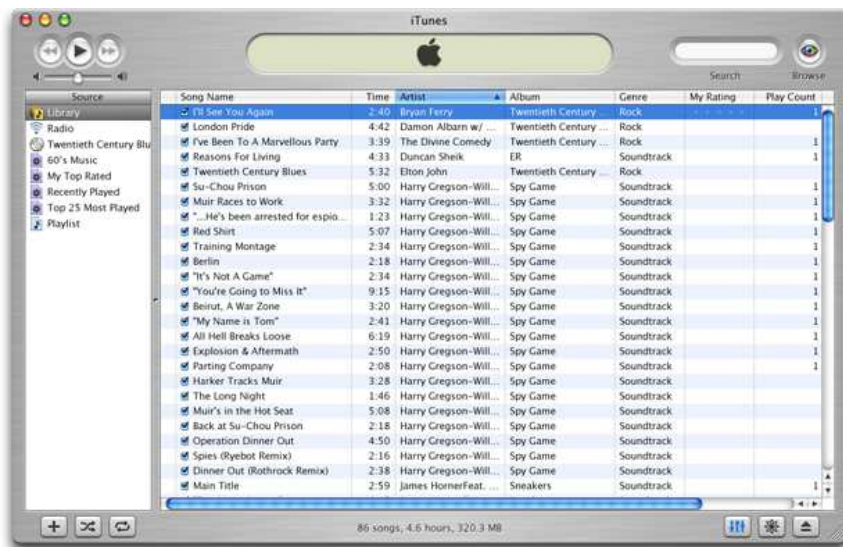 iTunes
Search
Browse
Source
Library
Radio
Twentieth Century Blu
60's Music
My Top Rated
Recently Played
Top 25 Most Played
Playlist
Song Name Time Artist Album Genre My Rating Play Count
I'll See You Again 2:40 Bryan Ferry Twentieth Century ... Rock 1
London Pride 4:42 Damon Albarn w/ ... Twentieth Century ... Rock
I've Been To A Marvellous Party 3:39 The Divine Comedy Twentieth Century ... Rock 1
Reasons For Living 4:33 Duncan Sheik ER Soundtrack 1
Twentieth Century Blues 5:32 Elton John Twentieth Century ... Rock
Su-Chou Prison 5:00 Harry Gregson-Will... Spy Game Soundtrack 1
Muir Races to Work 3:32 Harry Gregson-Will... Spy Game Soundtrack 1
"...He's been arrested for espio... 1:23 Harry Gregson-Will... Spy Game Soundtrack 1
Red Shirt 5:07 Harry Gregson-Will... Spy Game Soundtrack 1
Training Montage 2:34 Harry Gregson-Will... Spy Game Soundtrack 1
Berlin 2:18 Harry Gregson-Will... Spy Game Soundtrack 1
"It's Not A Game" 2:34 Harry Gregson-Will... Spy Game Soundtrack 1
"You're Going to Miss It" 9:15 Harry Gregson-Will... Spy Game Soundtrack 1
Beirut, A War Zone 3:20 Harry Gregson-Will... Spy Game Soundtrack 1
"My Name is Tom" 2:41 Harry Gregson-Will... Spy Game Soundtrack 1
All Hell Breaks Loose 6:19 Harry Gregson-Will... Spy Game Soundtrack 1
Explosion & Aftermath 2:50 Harry Gregson-Will... Spy Game Soundtrack 1
Parting Company 2:08 Harry Gregson-Will... Spy Game Soundtrack 1
Harker Tracks Muir 3:28 Harry Gregson-Will... Spy Game Soundtrack
The Long Night 1:46 Harry Gregson-Will... Spy Game Soundtrack
Muir's in the Hot Seat 5:08 Harry Gregson-Will... Spy Game Soundtrack
Back at Su-Chou Prison 2:18 Harry Gregson-Will... Spy Game Soundtrack
Operation Dinner Out 4:50 Harry Gregson-Will... Spy Game Soundtrack
Spies (Ryebot Remix) 2:16 Harry Gregson-Will... Spy Game Soundtrack
Dinner Out (Rothrock Remix) 2:38 Harry Gregson-Will... Spy Game Soundtrack
Main Title 2:59 James HornerFeat. ... Sneakers Soundtrack 1
86 songs, 4.6 hours, 320.3 MB